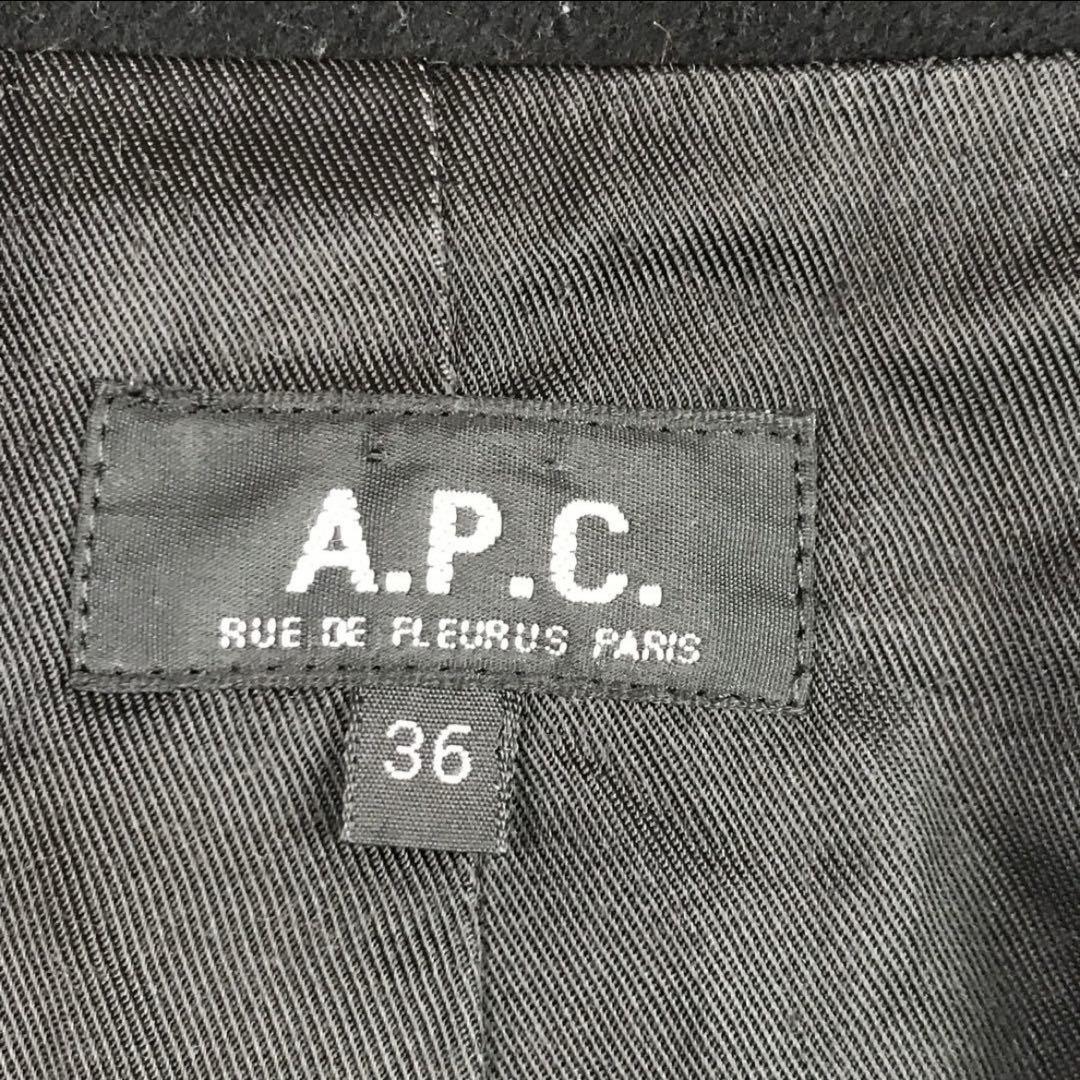 A.P.C.
RUE DE FLEURUS PARIS
36